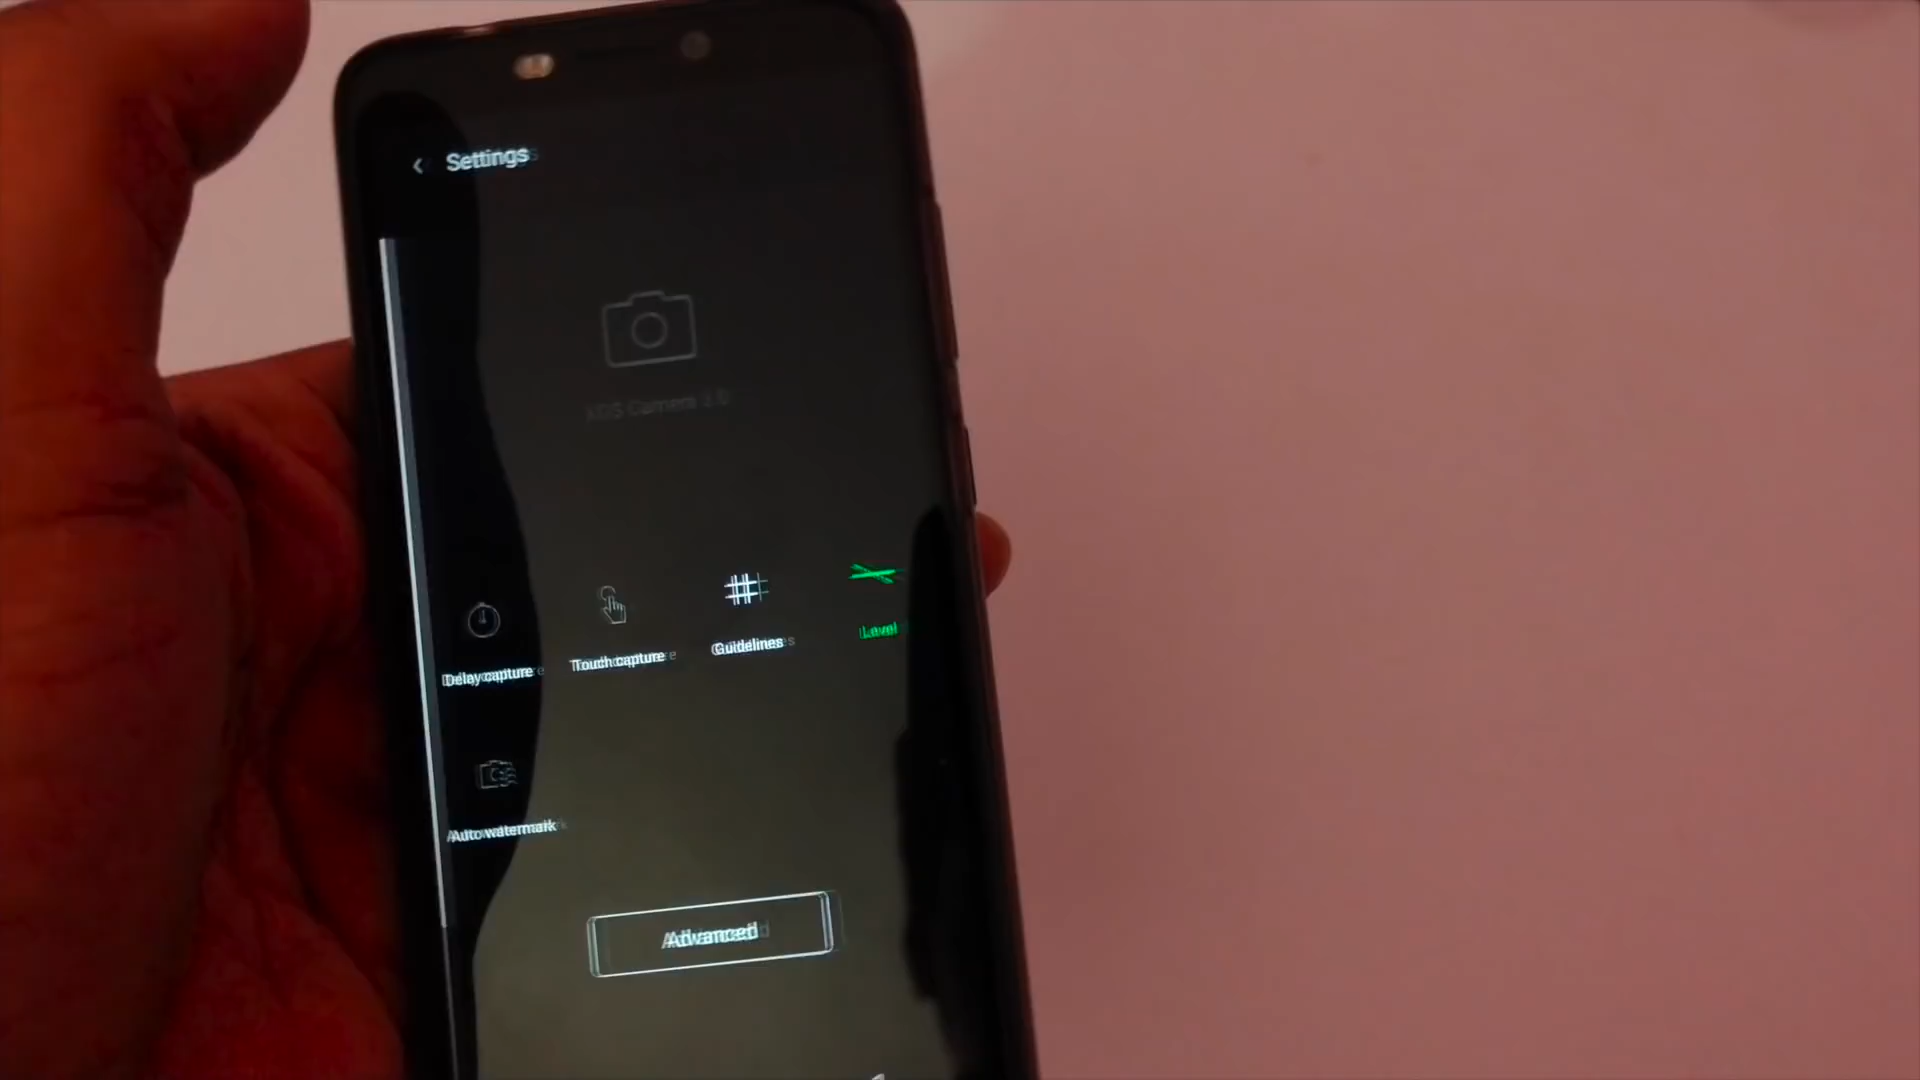 Settings
Delay capture
Touch capture
Guidelines
Level
Auto watermark
Advanced